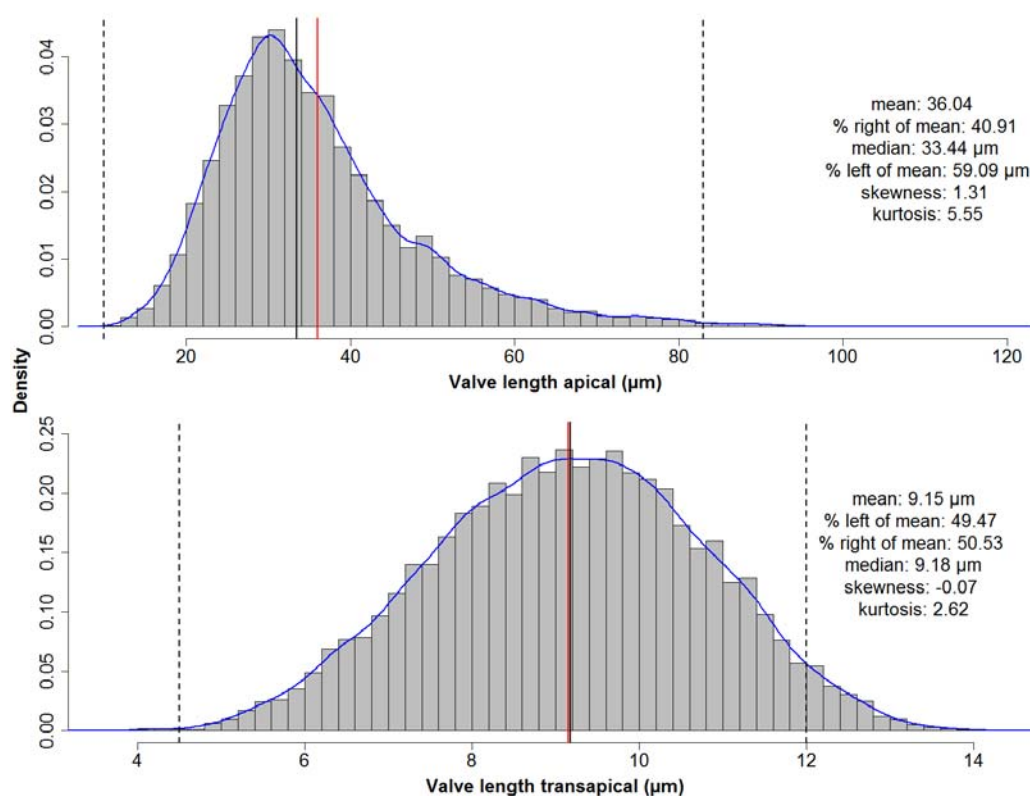 0.04
0.03
0.02
0.01
0.00
mean: 36.04
% right of mean: 40.91
median: 33.44 µm
% left of mean: 59.09 µm
skewness: 1.31
kurtosis: 5.55
20 40 60 80 100 120
Valve length apical (µm)
Density
0.25
0.20
0.15
0.10
0.05
0.00
mean: 9.15 µm
% left of mean: 49.47
% right of mean: 50.53
median: 9.18 µm
skewness: -0.07
kurtosis: 2.62
4 6 8 10 12 14
Valve length transapical (µm)